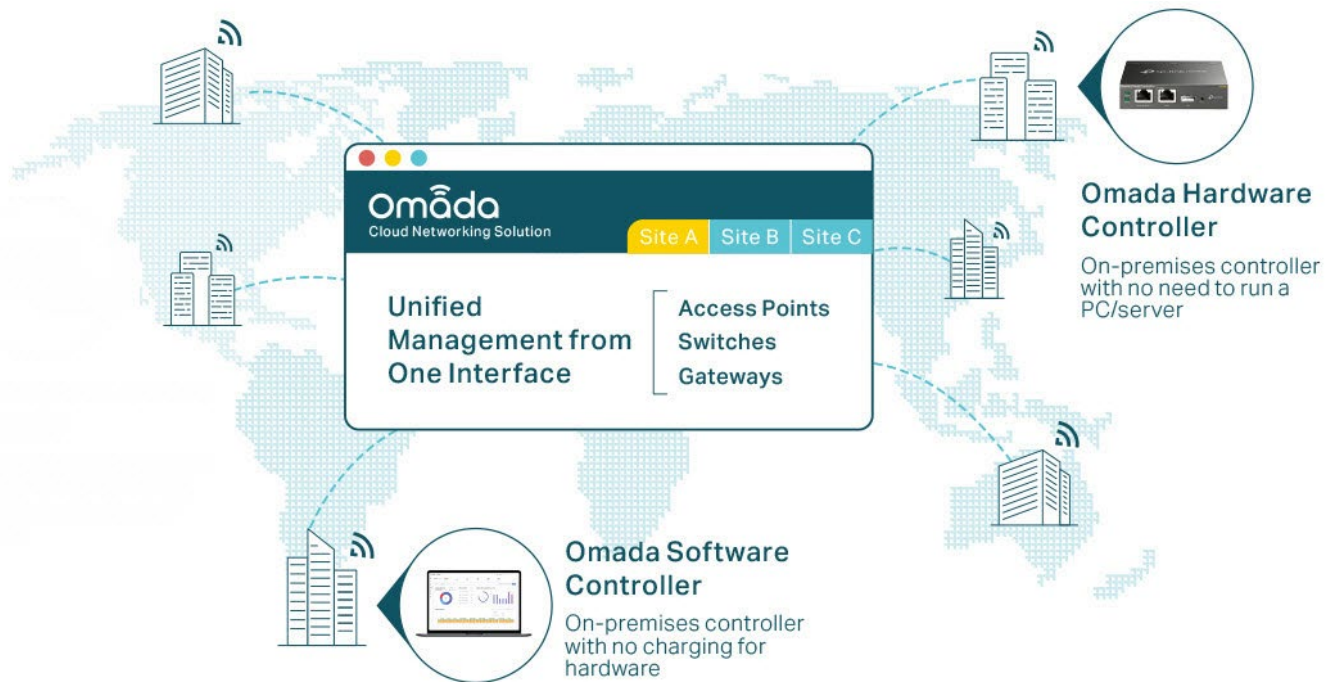 Omada
Cloud Networking Solution
Site A
Site B
Site C
Unified
Management from
One Interface
Access Points
Switches
Gateways
Omada Hardware
Controller
On-premises controller
with no need to run a
PC/server
Omada Software
Controller
On-premises controller
with no charging for
hardware